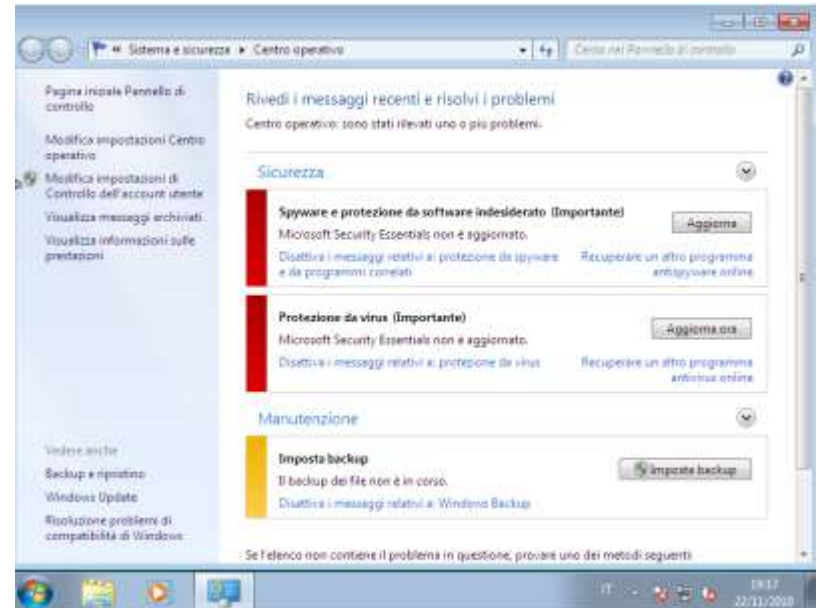 Sistema e sicurezza ▸ Centro operativo
Cerca nel Pannello di controllo
Pagina iniziale Pannello di
controllo
Modifica impostazioni Centro
operativo
Modifica impostazioni di
Controllo dell'account utente
Visualizza messaggi archiviati
Visualizza informazioni sulle
prestazioni
Rivedi i messaggi recenti e risolvi i problemi
Centro operativo: sono stati rilevati uno o più problemi.
Sicurezza
Spyware e protezione da software indesiderato (Importante)
Microsoft Security Essentials non è aggiornato.
Aggiorna
Disattiva i messaggi relativi a: protezione da spyware
e da programmi correlati
Recuperare un altro programma
antispyware online
Protezione da virus (Importante)
Microsoft Security Essentials non è aggiornato.
Aggiorna ora
Disattiva i messaggi relativi a: protezione da virus
Recuperare un altro programma
antivirus online
Manutenzione
Imposta backup
Il backup dei file non è in corso.
Imposta backup
Disattiva i messaggi relativi a: Windows Backup
Vedere anche
Backup e ripristino
Windows Update
Risoluzione problemi di
compatibilità di Windows
Se l'elenco non contiene il problema in questione, provare uno dei metodi seguenti
IT
19:17
22/11/2010